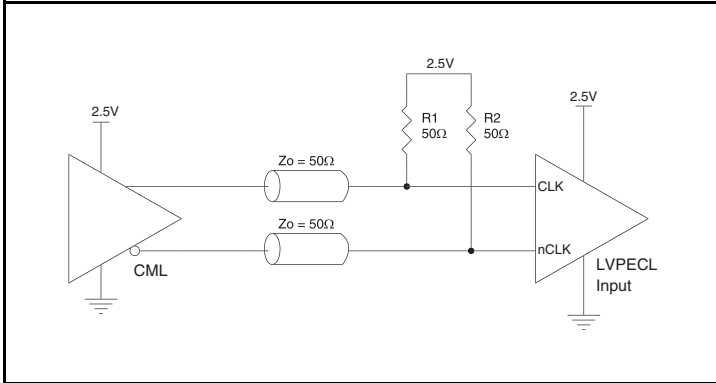 2.5V
2.5V
2.5V
R1
50Ω
R2
50Ω
Zo = 50Ω
CLK
Zo = 50Ω
nCLK
CML
LVPECL
Input